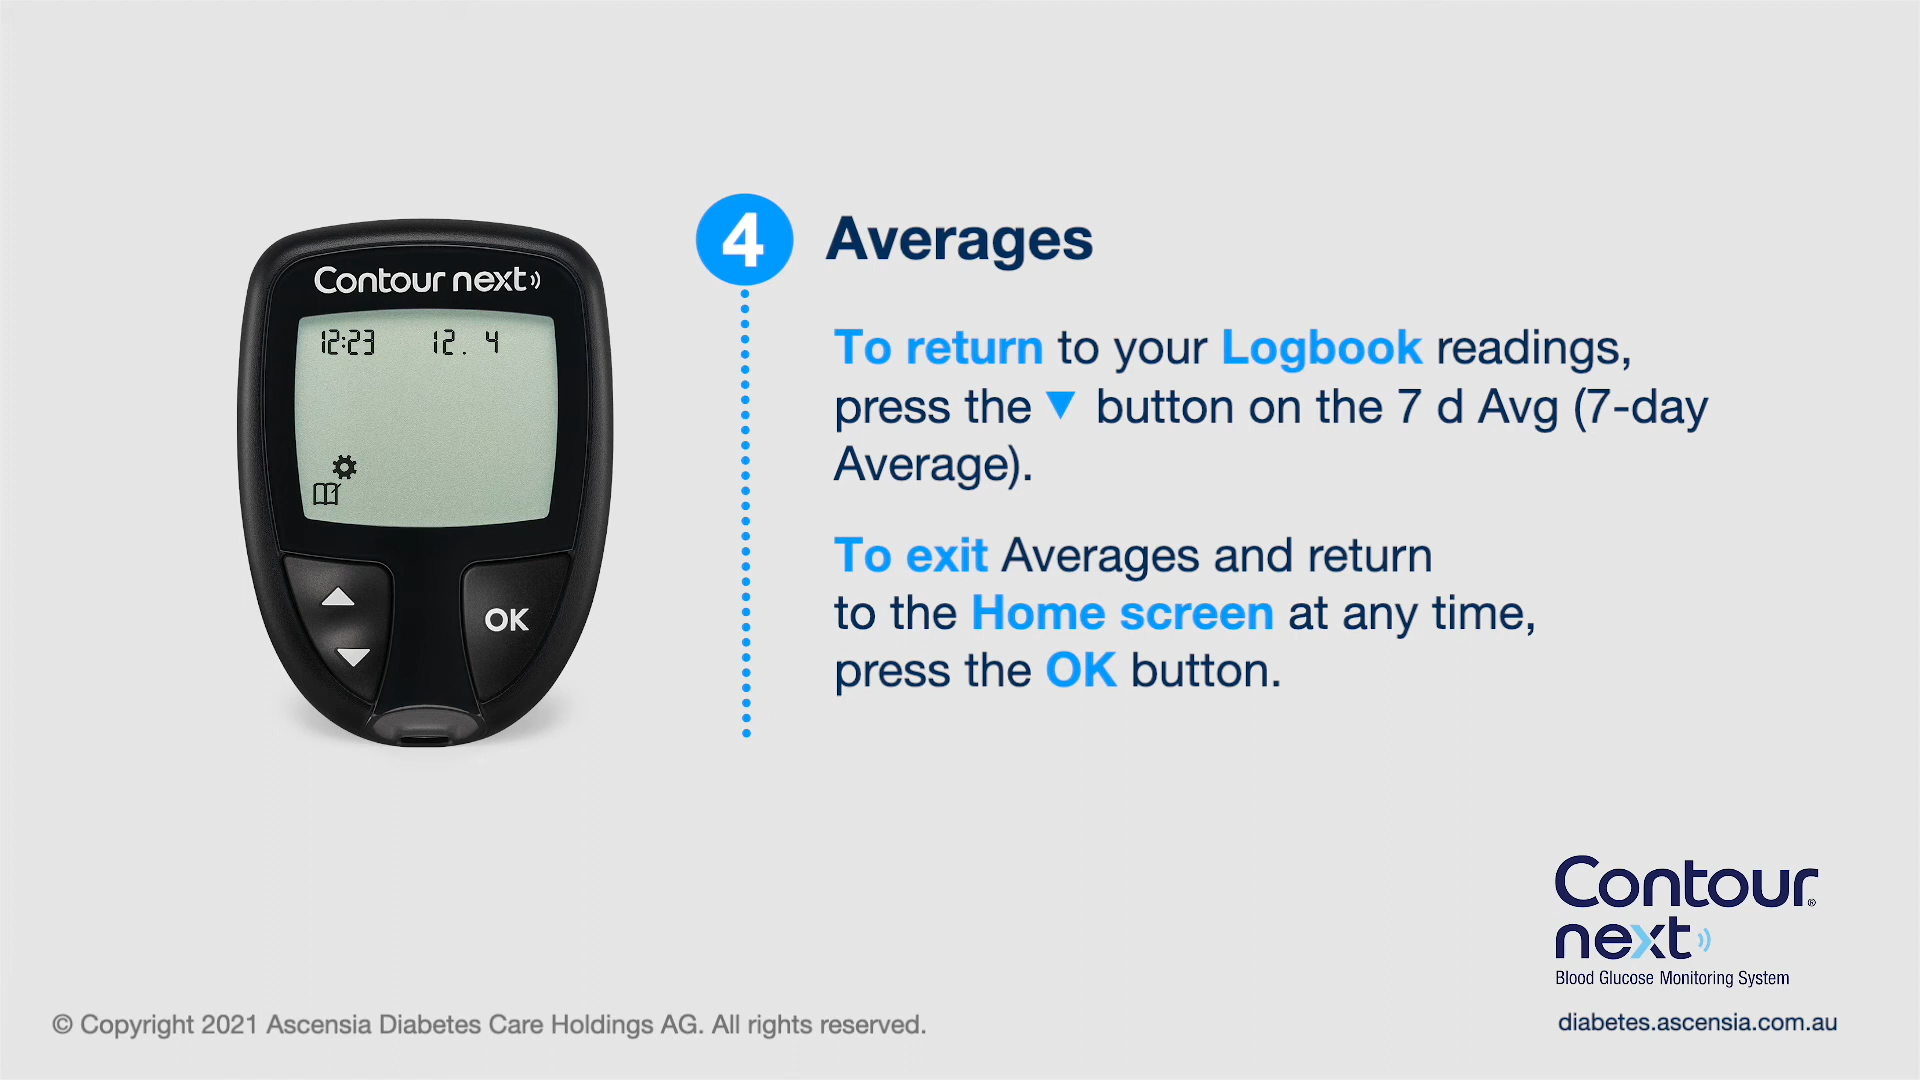 Contour next
12:23 12. 4
OK
4 Averages
To return to your Logbook readings,
press the ▼ button on the 7 d Avg (7-day
Average).
To exit Averages and return
to the Home screen at any time,
press the OK button.
Contour®
next
Blood Glucose Monitoring System
© Copyright 2021 Ascensia Diabetes Care Holdings AG. All rights reserved.
diabetes.ascensia.com.au